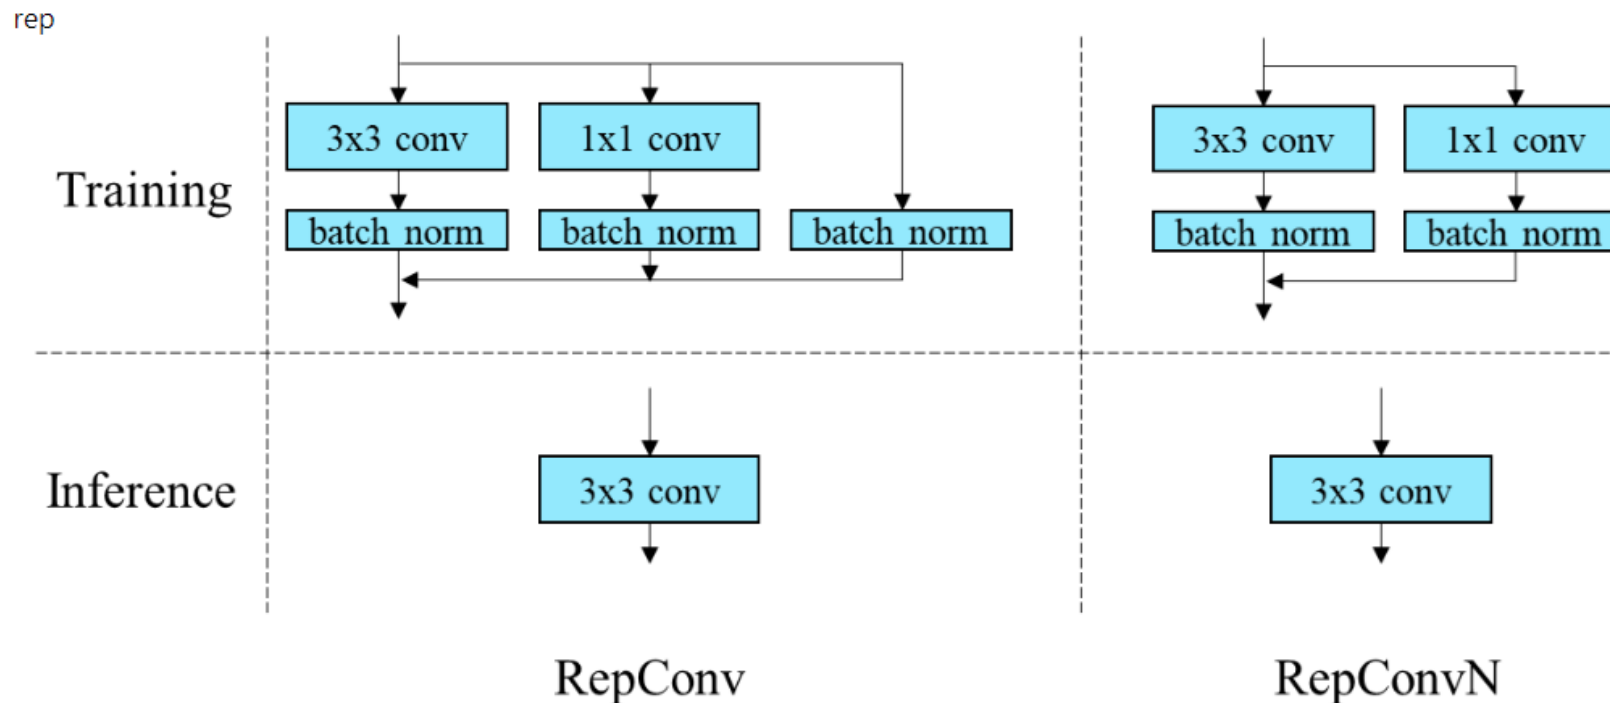 rep
3x3 conv 1x1 conv 3x3 conv 1x1 conv
Training
batch norm batch norm batch norm batch norm batch norm
Inference 3x3 conv 3x3 conv
RepConv RepConvN